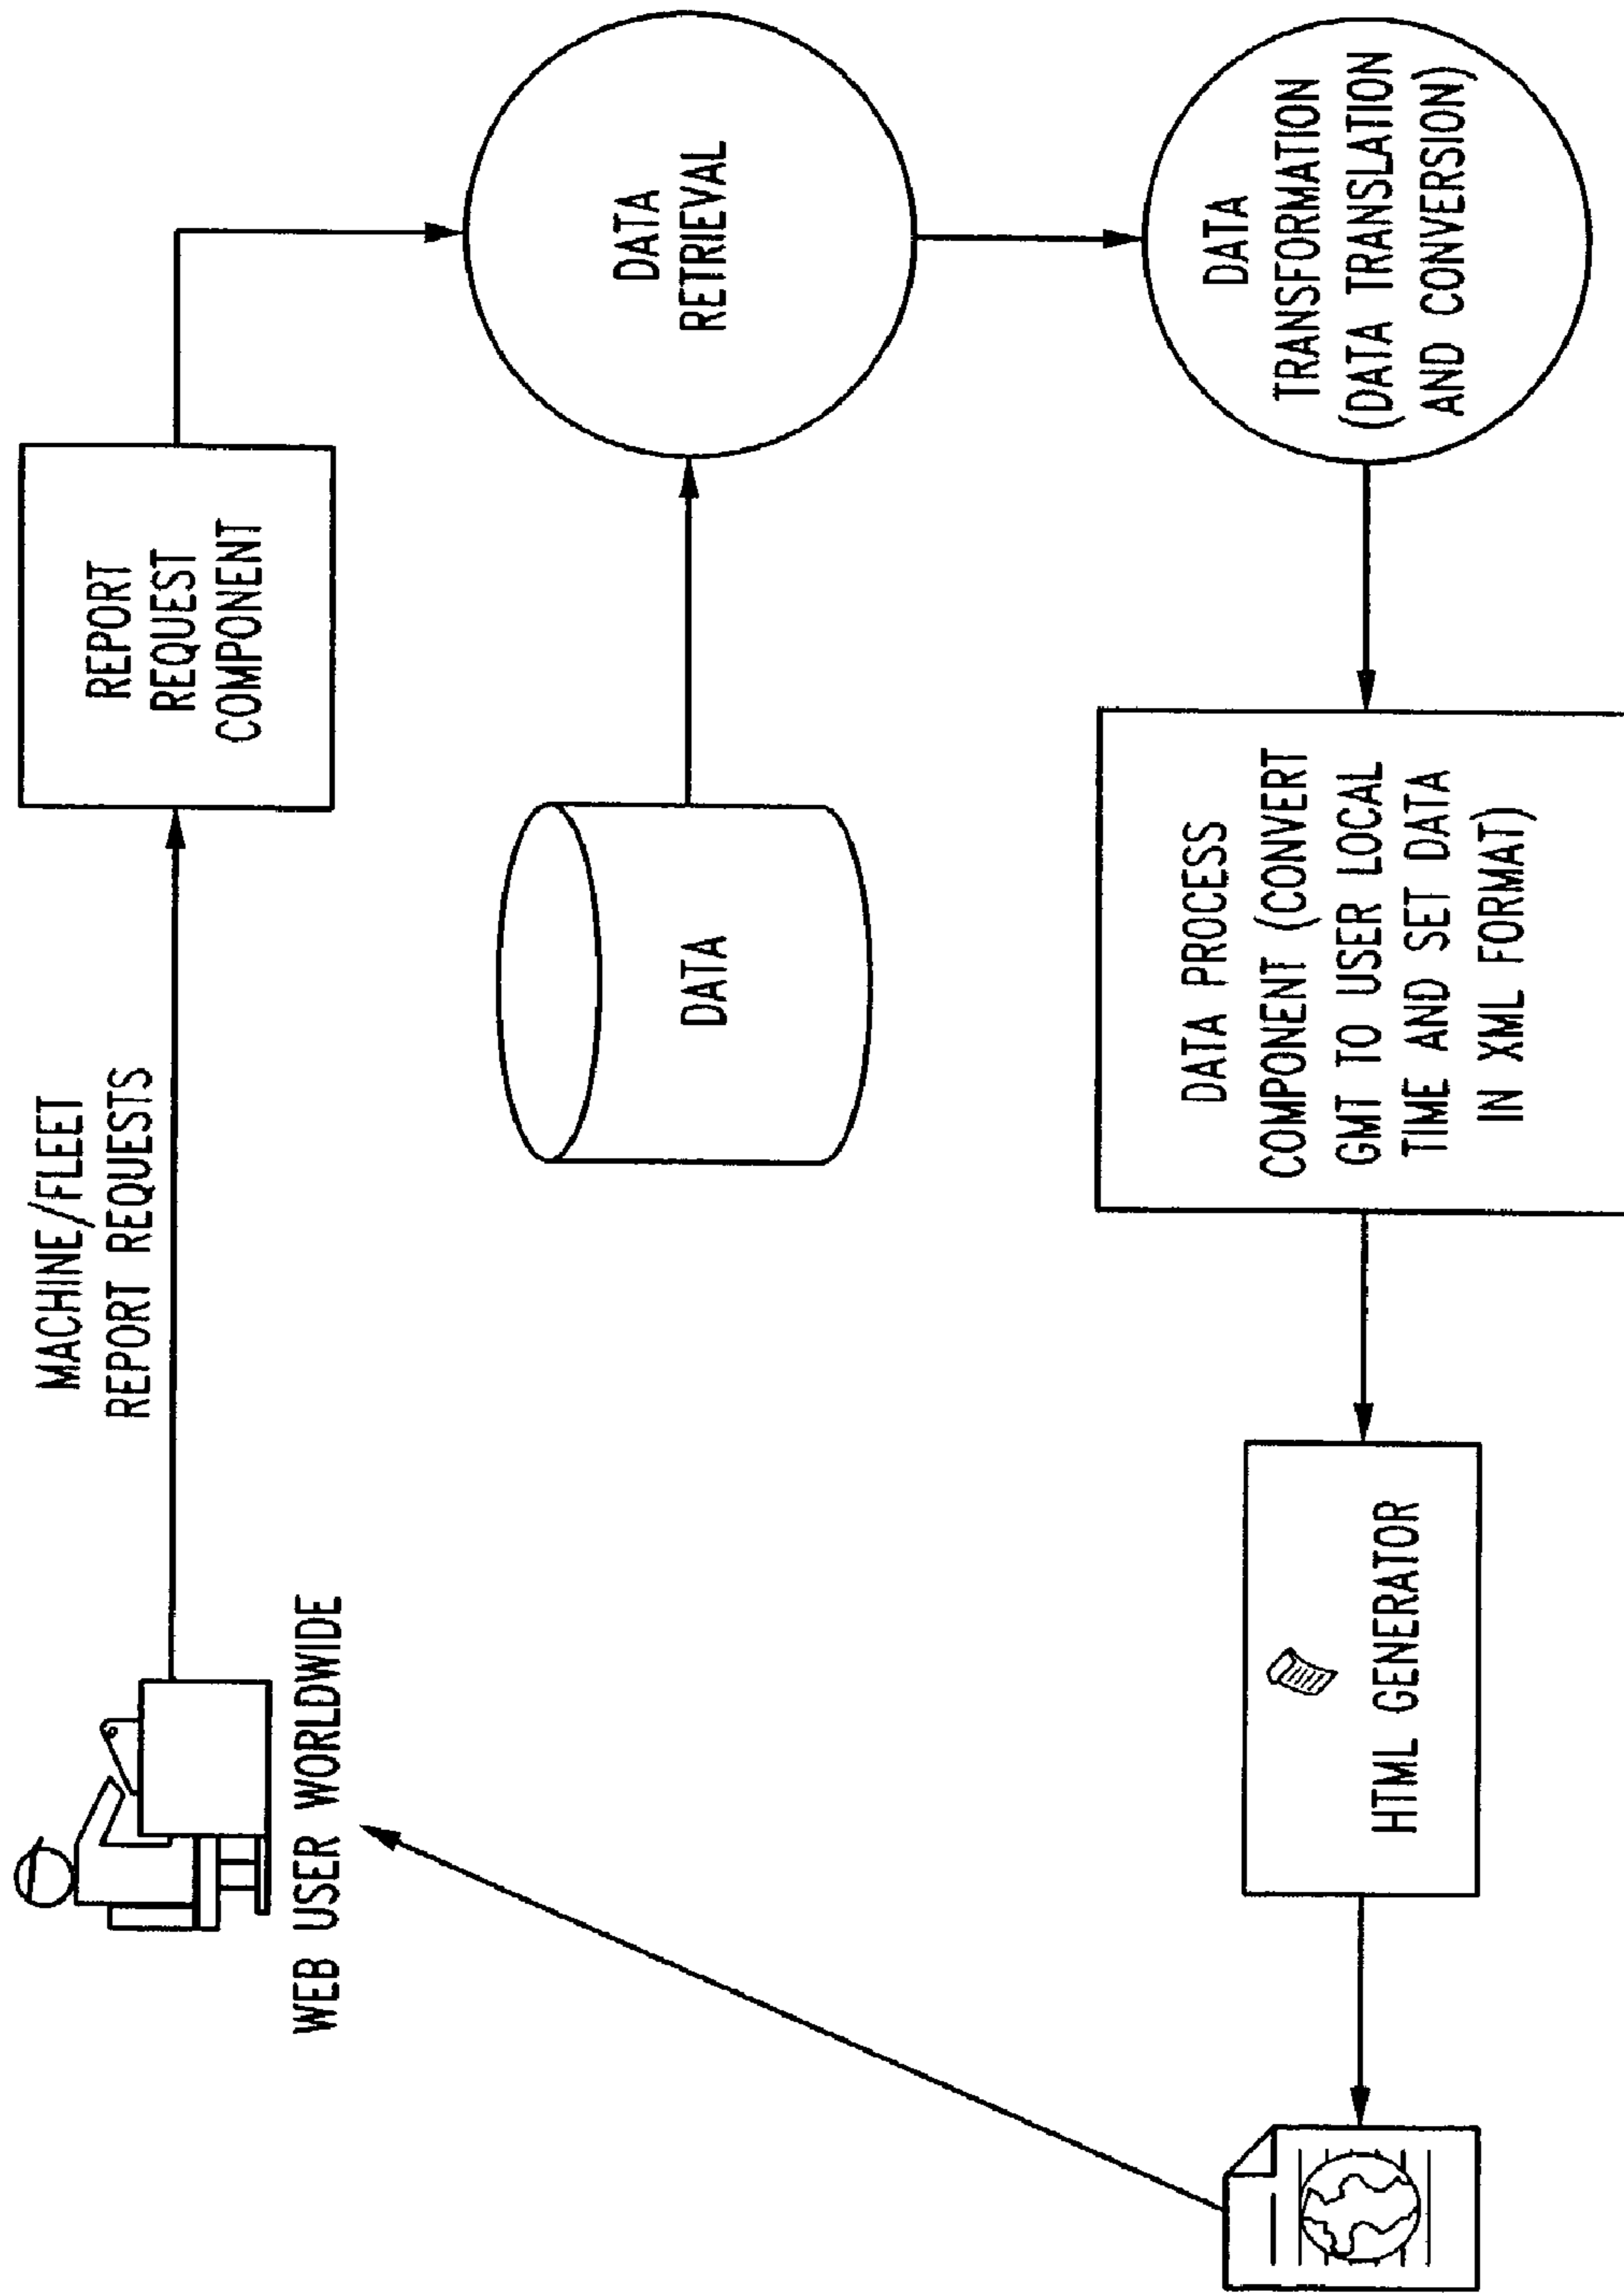 MACHINE/FLEET
REPORT REQUESTS
WEB USER WORLDWIDE
REPORT
REQUEST
COMPONENT
DATA
DATA
RETRIEVAL
HTML GENERATOR
DATA PROCESS
COMPONENT (CONVERT
GMT TO USER LOCAL
TIME AND SET DATA
IN XML FORMAT)
DATA
TRANSFORMATION
(DATA TRANSLATION
AND CONVERSION)